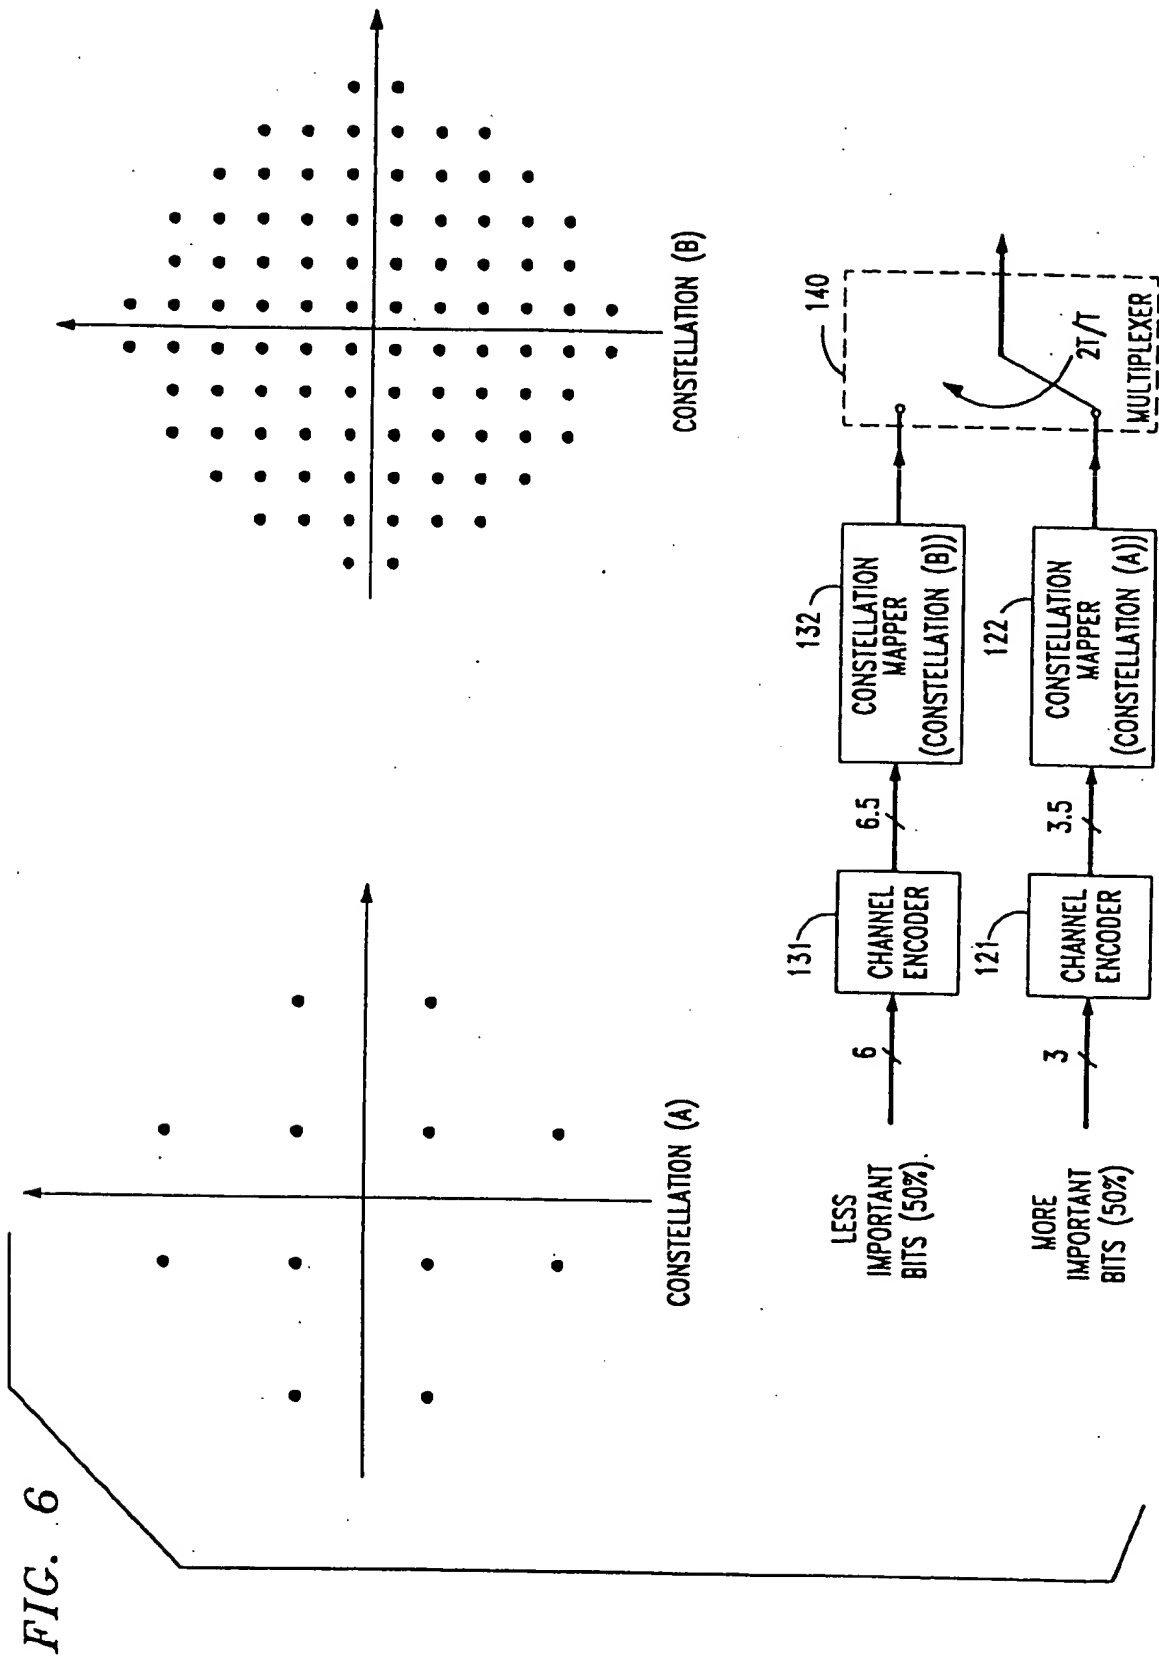 FIG. 6
CONSTELLATION (A)
CONSTELLATION (B)
LESS
IMPORTANT
BITS (50%).
6
131
CHANNEL
ENCODER
6.5
132
CONSTELLATION
MAPPER
(CONSTELLATION (B))
140
MORE
IMPORTANT
BITS (50%)
3
121
CHANNEL
ENCODER
3.5
122
CONSTELLATION
MAPPER
(CONSTELLATION (A))
2T/T
MULTIPLEXER